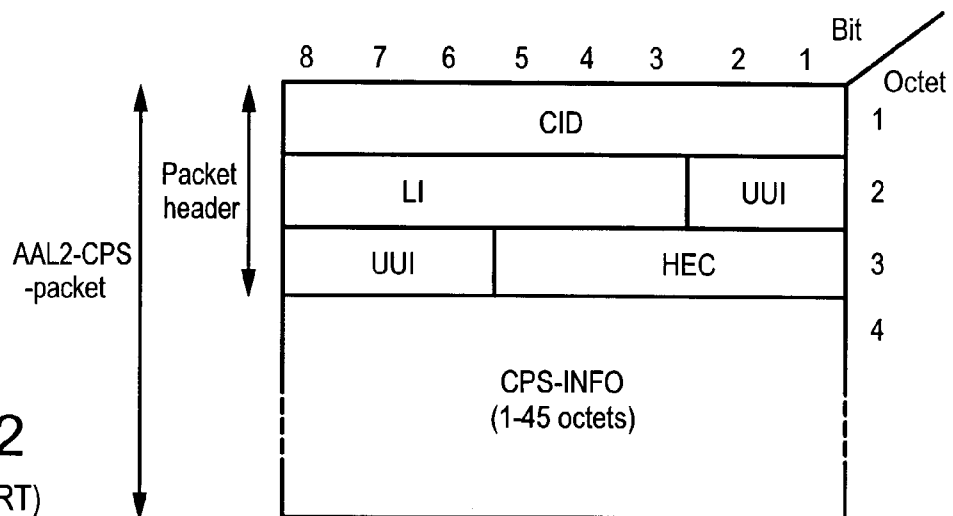 Bit
8 7 6 5 4 3 2 1
Octet
CID
1
Packet
header
LI
UUI
2
AAL2-CPS
-packet
UUI
HEC
3
4
CPS-INFO
(1-45 octets)
2
RT)